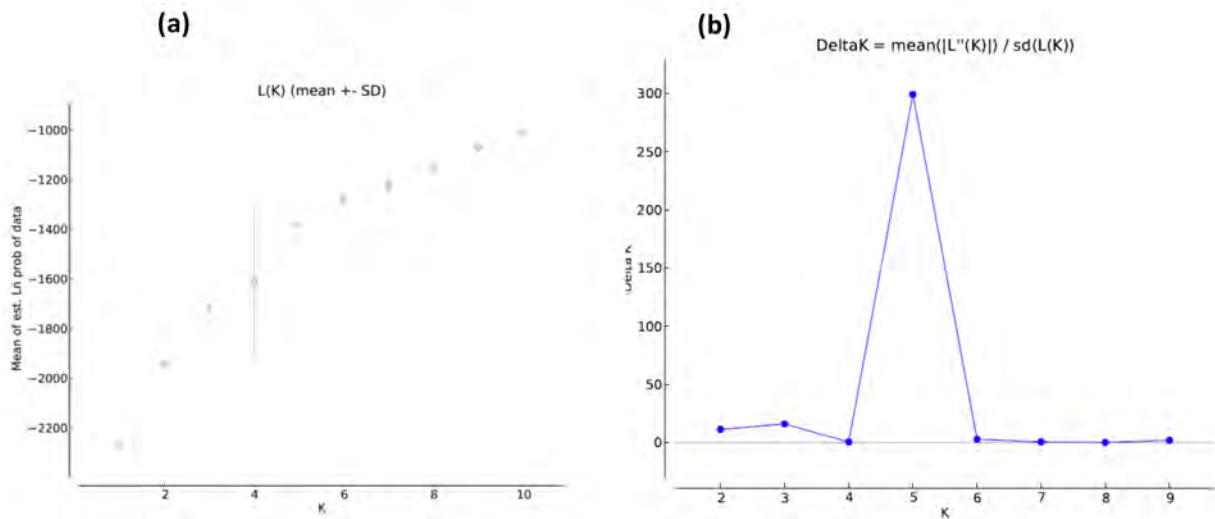 (a)
L(K) (mean +- SD)
Mean of est. Ln prob of data
−1000
−1200
−1400
−1600
−1800
−2000
−2200
2 4 6 8 10
K
(b)
DeltaK = mean(|L''(K)|) / sd(L(K))
Delta K
300
250
200
150
100
50
0
2 3 4 5 6 7 8 9
K